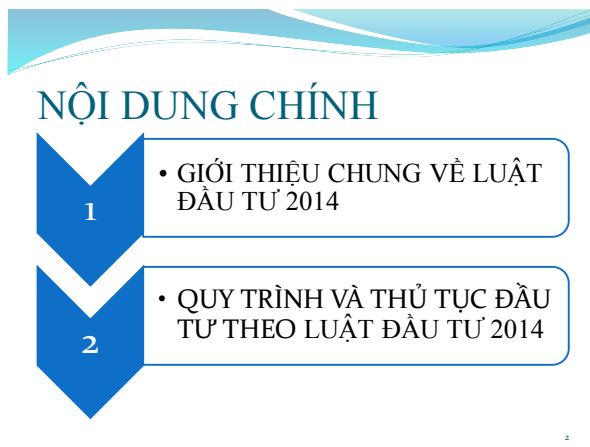 NỘI DUNG CHÍNH
1
• GIỚI THIỆU CHUNG VỀ LUẬT
ĐẦU TƯ 2014
2
• QUY TRÌNH VÀ THỦ TỤC ĐẦU
TƯ THEO LUẬT ĐẦU TƯ 2014
2